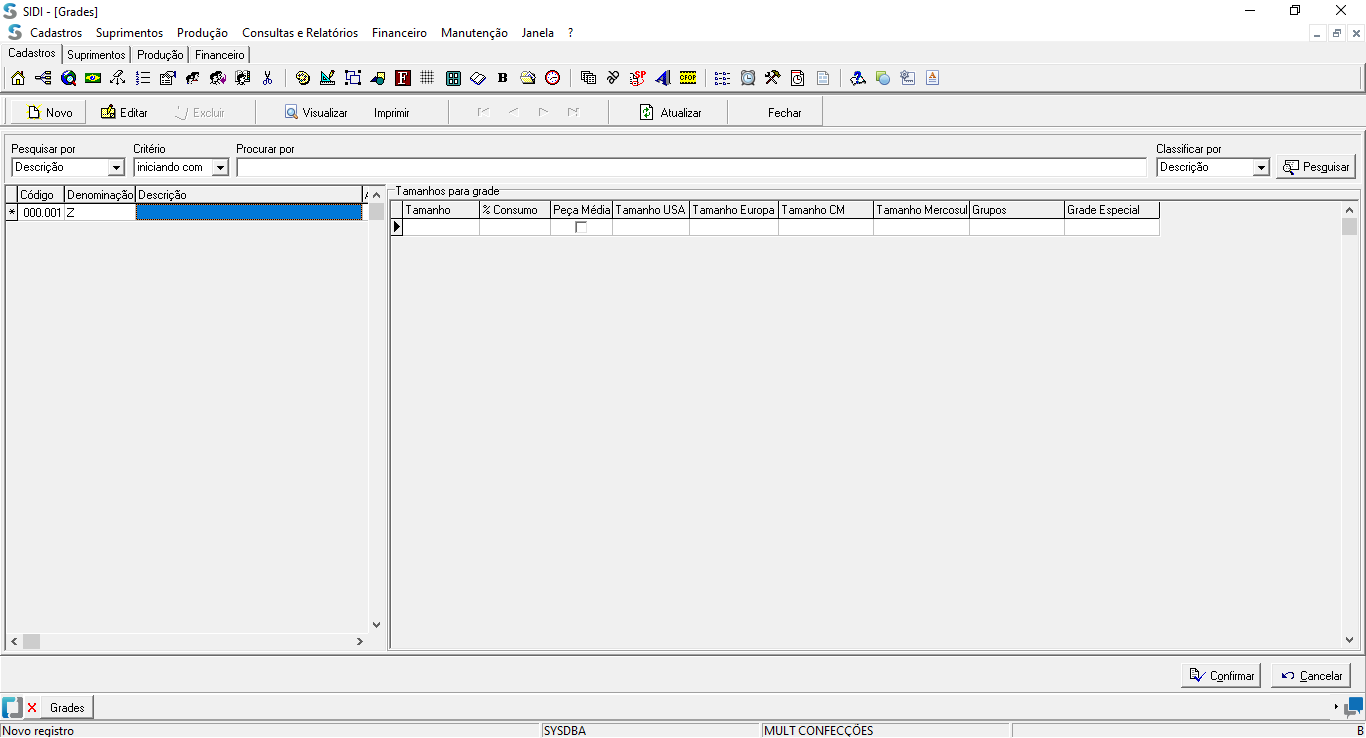 SIDI - [Grades]
Cadastros Suprimentos Produção Consultas e Relatórios Financeiro Manutenção Janela ?
Cadastros Suprimentos Produção Financeiro
F B SP CFOP A
Novo Editar Excluir Visualizar Imprimir Atualizar Fechar
Pesquisar por Critério Procurar por Classificar por
Descrição iniciando com Descrição Pesquisar
Tamanhos para grade
Código Denominação Descrição A
000.001 Z
Tamanho % Consumo Peça Média Tamanho USA Tamanho Europa Tamanho CM Tamanho Mercosul Grupos Grade Especial
Confirmar Cancelar
Grades
Novo registro SYSDBA MULT CONFECÇÕES B